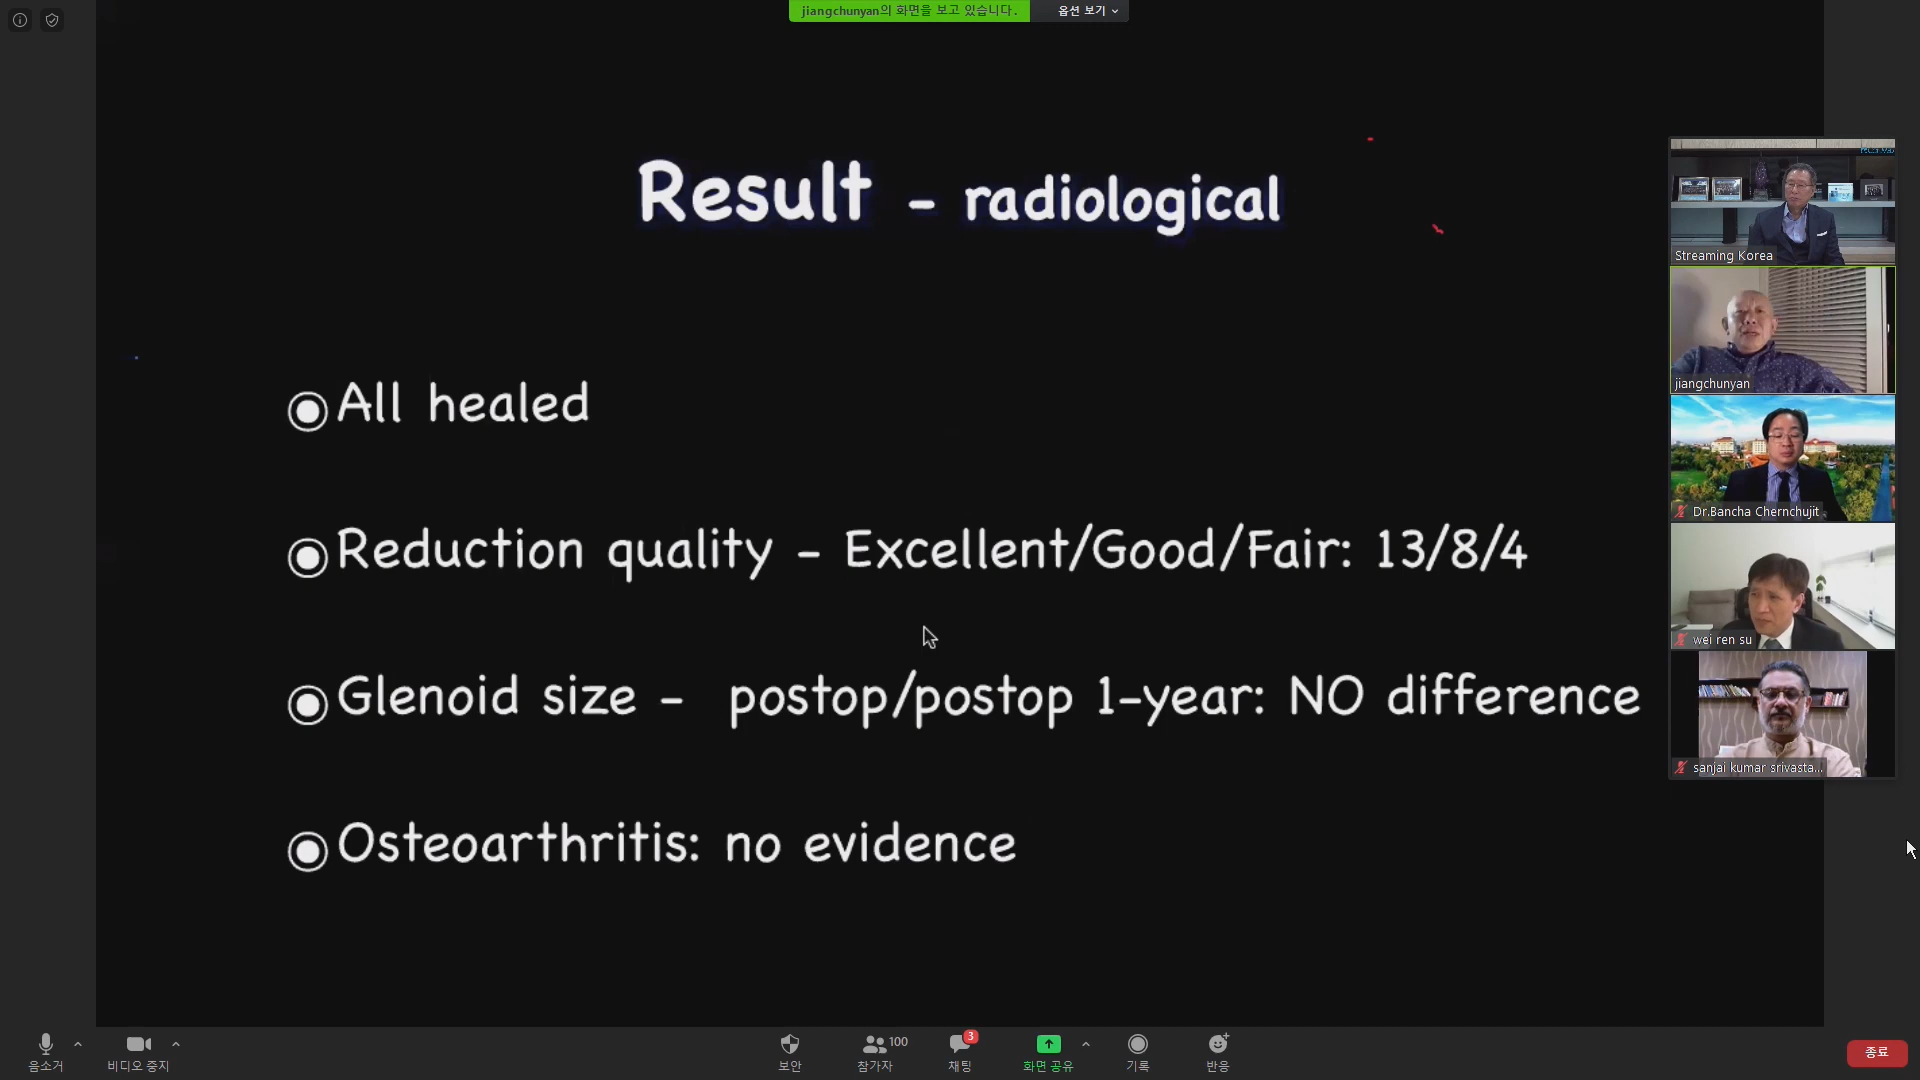 jiangchunyan의 화면을 보고 있습니다.
옵션 보기
Result - radiological
All healed
Reduction quality - Excellent/Good/Fair: 13/8/4
Glenoid size - postop/postop 1-year: NO difference
Osteoarthritis: no evidence
Streaming Korea
jiangchunyan
Dr.Bancha Chernchujit
wei ren su
sanjai kumar srivasta...
음소거
비디오 중지
보안
100
참가자
3
채팅
화면 공유
기록
반응
종료